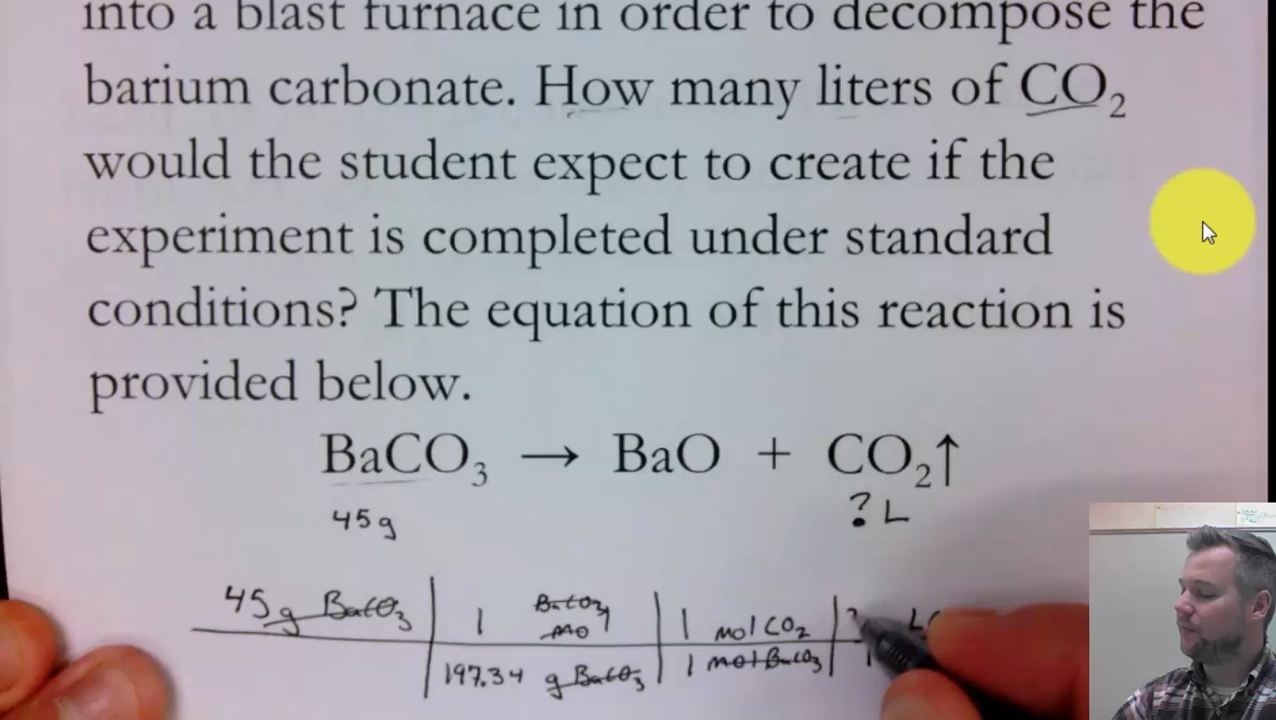 into a blast furnace in order to decompose the
barium carbonate. How many liters of CO₂
would the student expect to create if the
experiment is completed under standard
conditions? The equation of this reaction is
provided below.
BaCO₃ → BaO + CO₂↑
45g ? L
45 g BaCO₃ | 1 mol BaCO₃ | 1 mol CO₂ |
197.34 g BaCO₃ | 1 mol BaCO₃ | 1